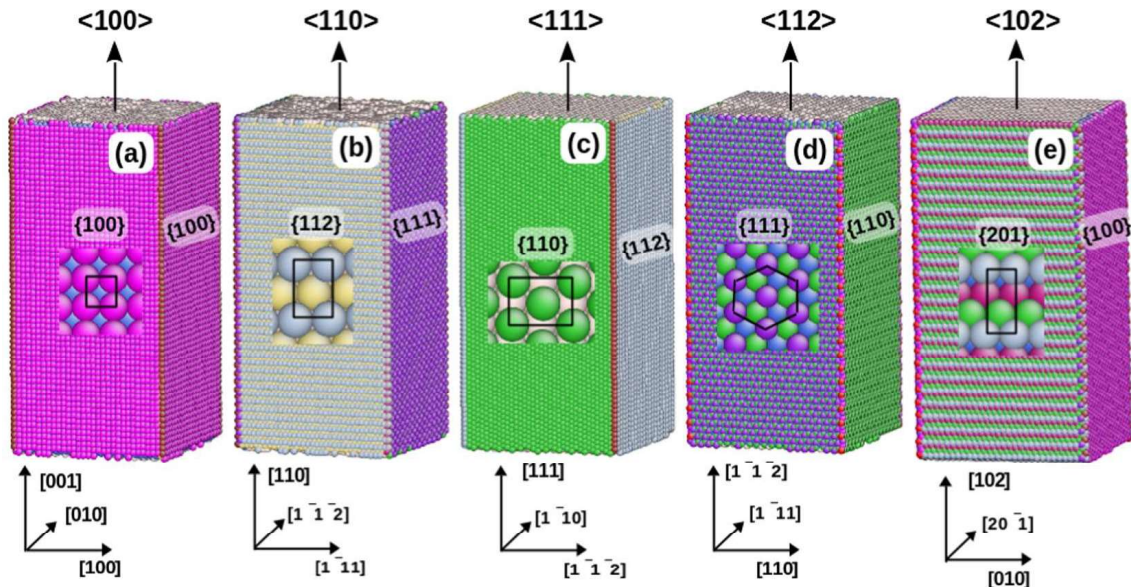 <100> <110> <111> <112> <102>
(a) (b) (c) (d) (e)
{100} {100} {112} {111} {110} {112} {111} {110} {201} {100}
[001] [110] [111] [1 ¯1 ¯2] [102]
[010] [1 ¯1 ¯2] [1 ¯10] [1 ¯11] [20 ¯1]
[100] [1 ¯11] [1 ¯1 ¯2] [110] [010]